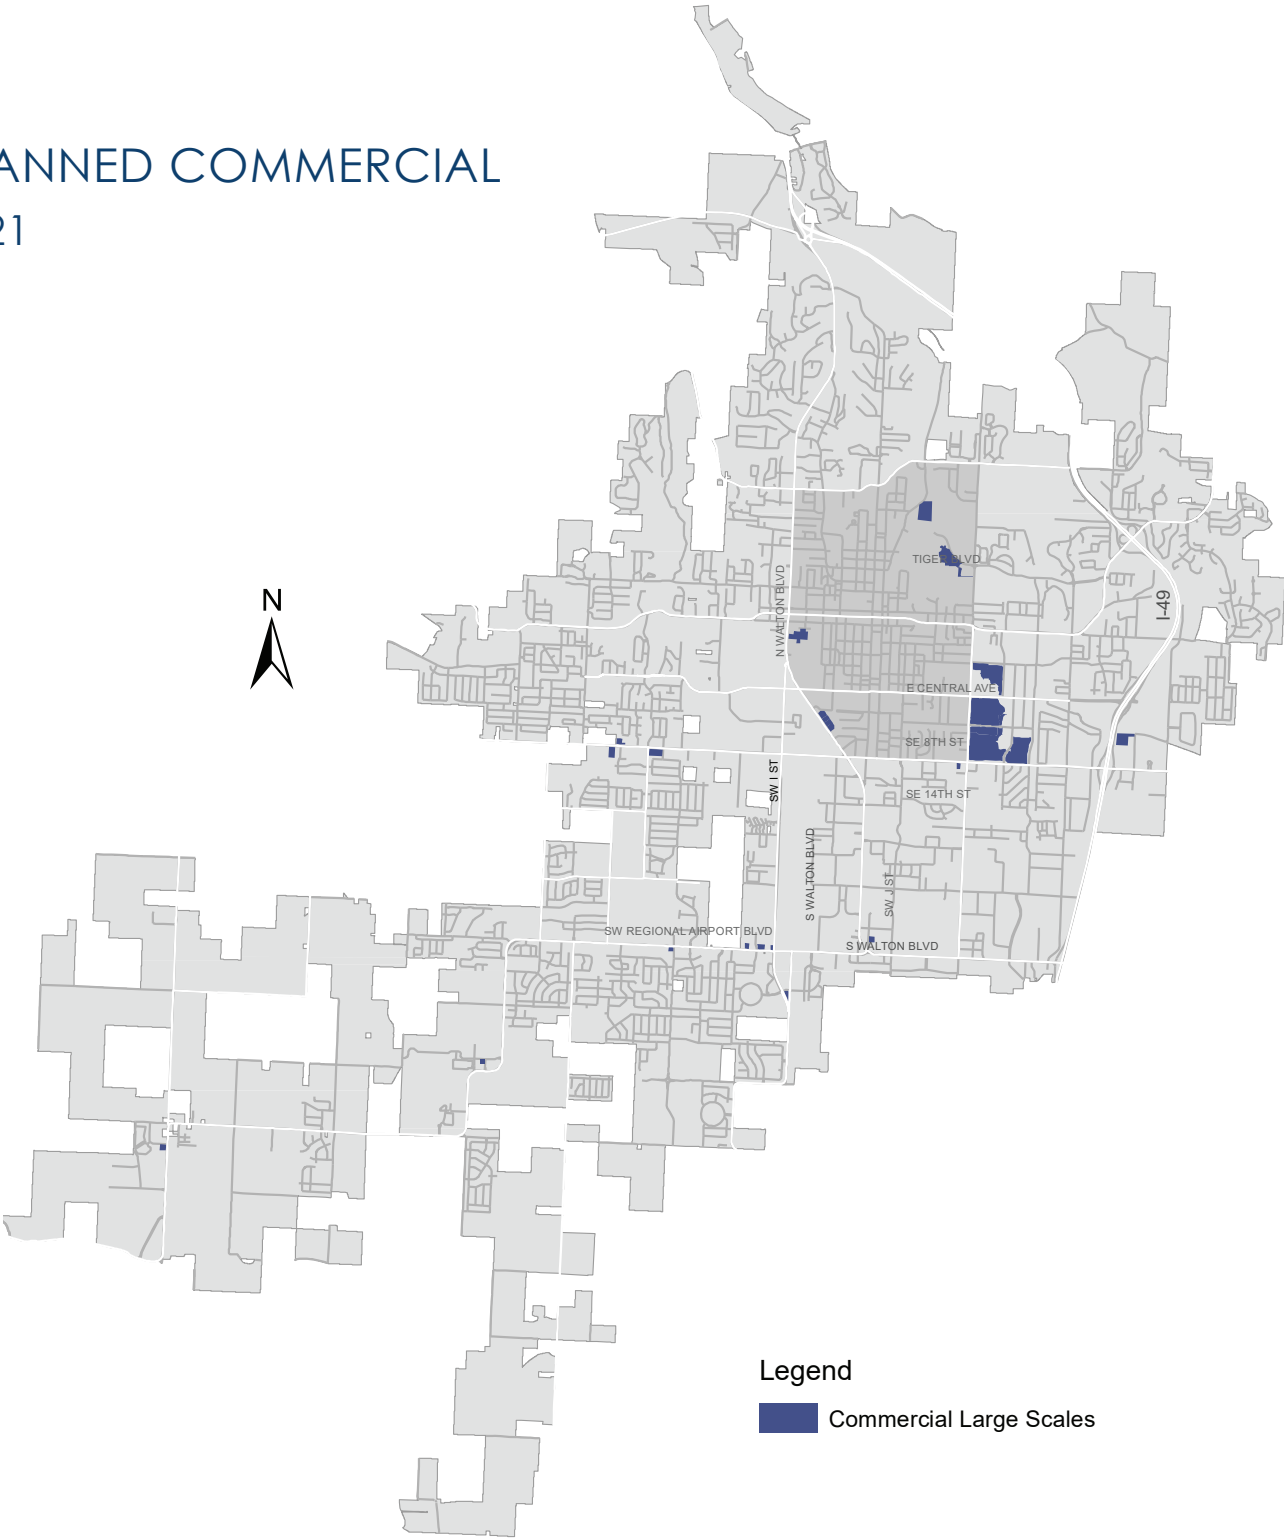 ANNED COMMERCIAL
21
TIGER BLVD
N WALTON BLVD
N
I-49
E CENTRAL AVE
SE 8TH ST
SW I ST
SE 14TH ST
S WALTON BLVD
SW J ST
SW REGIONAL AIRPORT BLVD
S WALTON BLVD
Legend
Commercial Large Scales